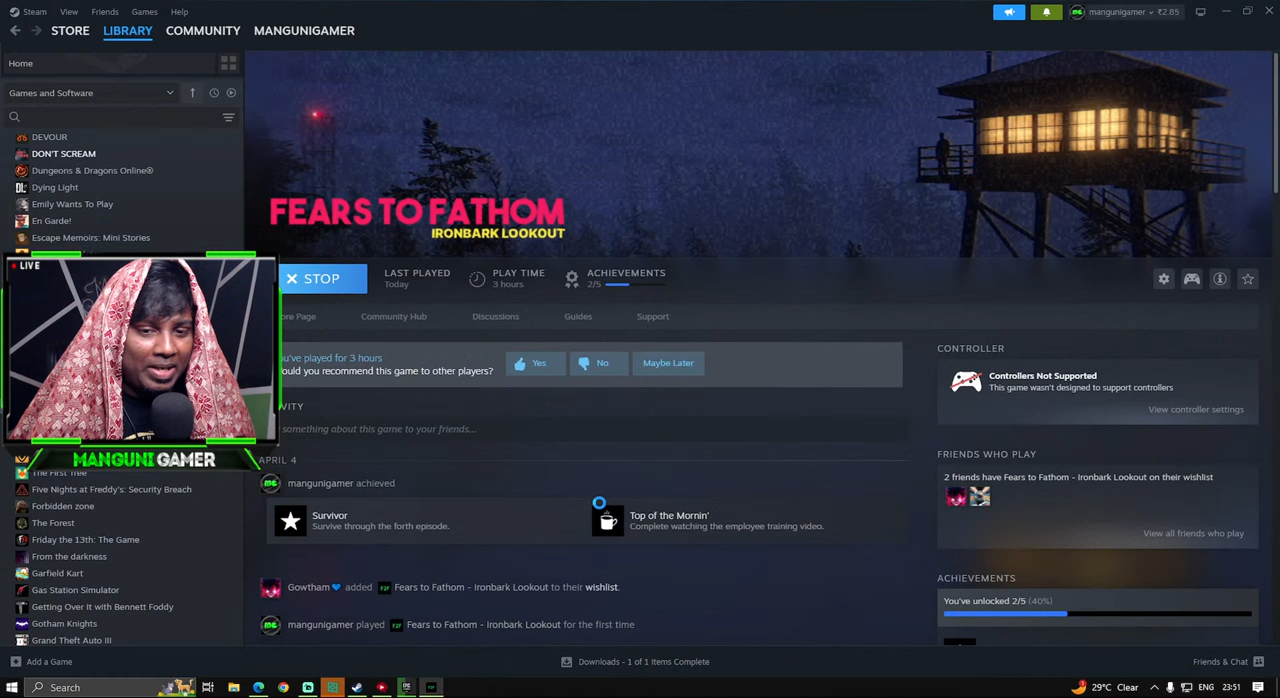 Steam View Friends Games Help
mangunigamer ₹2.85
STORE LIBRARY COMMUNITY MANGUNIGAMER
Home
Games and Software
DEVOUR
DON'T SCREAM
Dungeons & Dragons Online®
Dying Light
Emily Wants To Play
En Garde!
Escape Memoirs: Mini Stories
LIVE
MANGUNI GAMER
The First Tree
Five Nights at Freddy's: Security Breach
Forbidden zone
The Forest
Friday the 13th: The Game
From the darkness
Garfield Kart
Gas Station Simulator
Getting Over It with Bennett Foddy
Gotham Knights
Grand Theft Auto III
FEARS TO FATHOM
IRONBARK LOOKOUT
STOP
LAST PLAYED
Today
PLAY TIME
3 hours
ACHIEVEMENTS
2/5
Page Community Hub Discussions Guides Support
played for 3 hours
recommend this game to other players?
Yes No Maybe Later
something about this game to your friends...
APRIL 4
mangunigamer achieved
Survivor
Survive through the forth episode.
Top of the Mornin'
Complete watching the employee training video.
Gowtham💙 added F2F Fears to Fathom - Ironbark Lookout to their wishlist.
mangunigamer played F2F Fears to Fathom - Ironbark Lookout for the first time
CONTROLLER
Controllers Not Supported
This game wasn't designed to support controllers
View controller settings
FRIENDS WHO PLAY
2 friends have Fears to Fathom - Ironbark Lookout on their wishlist
View all friends who play
ACHIEVEMENTS
You've unlocked 2/5 (40%)
Add a Game
Downloads - 1 of 1 Items Complete
Friends & Chat
Search
29°C Clear
ENG 23:51